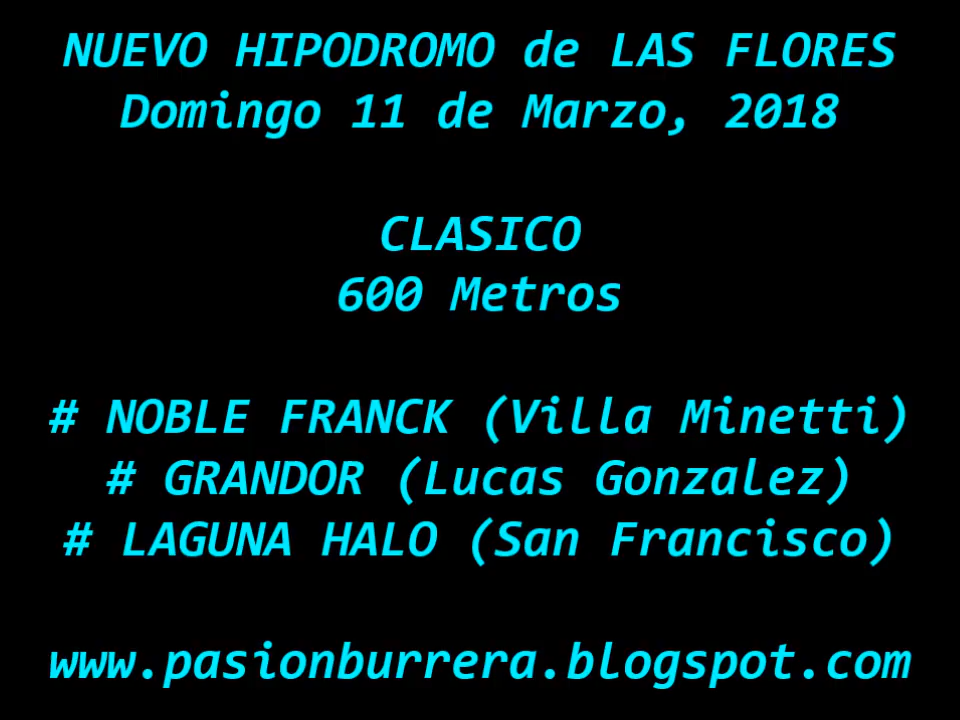 NUEVO HIPODROMO de LAS FLORES
Domingo 11 de Marzo, 2018
CLASICO
600 Metros
# NOBLE FRANCK (Villa Minetti)
# GRANDOR (Lucas Gonzalez)
# LAGUNA HALO (San Francisco)
www.pasionburrera.blogspot.com